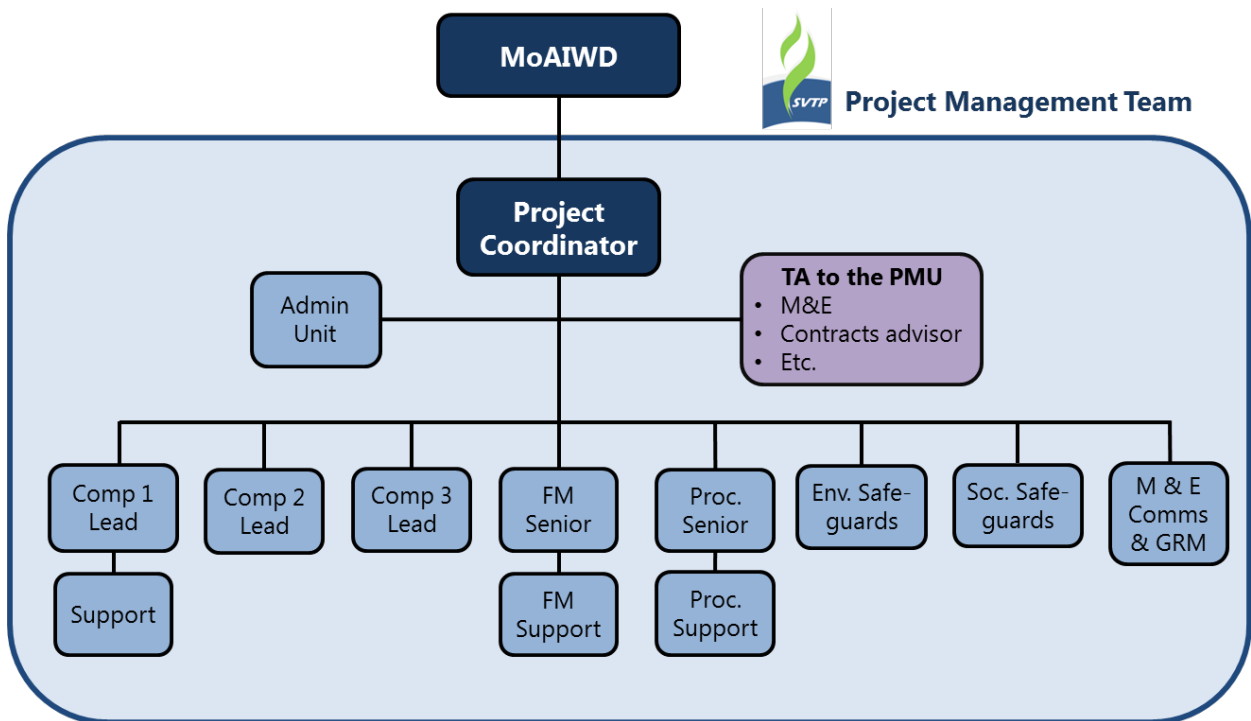 MoAIWD
SVTP
Project Management Team
Project
Coordinator
Admin
Unit
TA to the PMU
• M&E
• Contracts advisor
• Etc.
Comp 1
Lead
Comp 2
Lead
Comp 3
Lead
FM
Senior
Proc.
Senior
Env. Safe-
guards
Soc. Safe-
guards
M & E
Comms
& GRM
Support
FM
Support
Proc.
Support